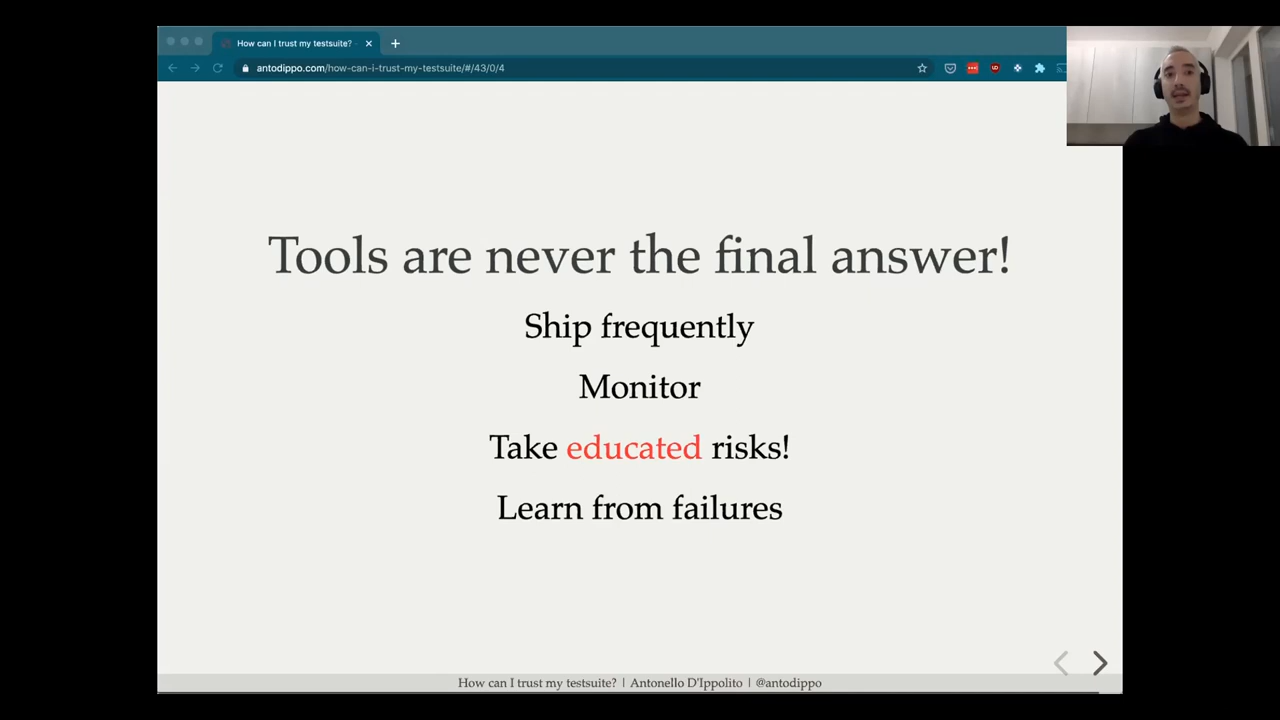 How can I trust my testsuite?
antodippo.com/how-can-i-trust-my-testsuite/#/43/0/4
Tools are never the final answer!
Ship frequently
Monitor
Take educated risks!
Learn from failures
How can I trust my testsuite? | Antonello D'Ippolito | @antodippo